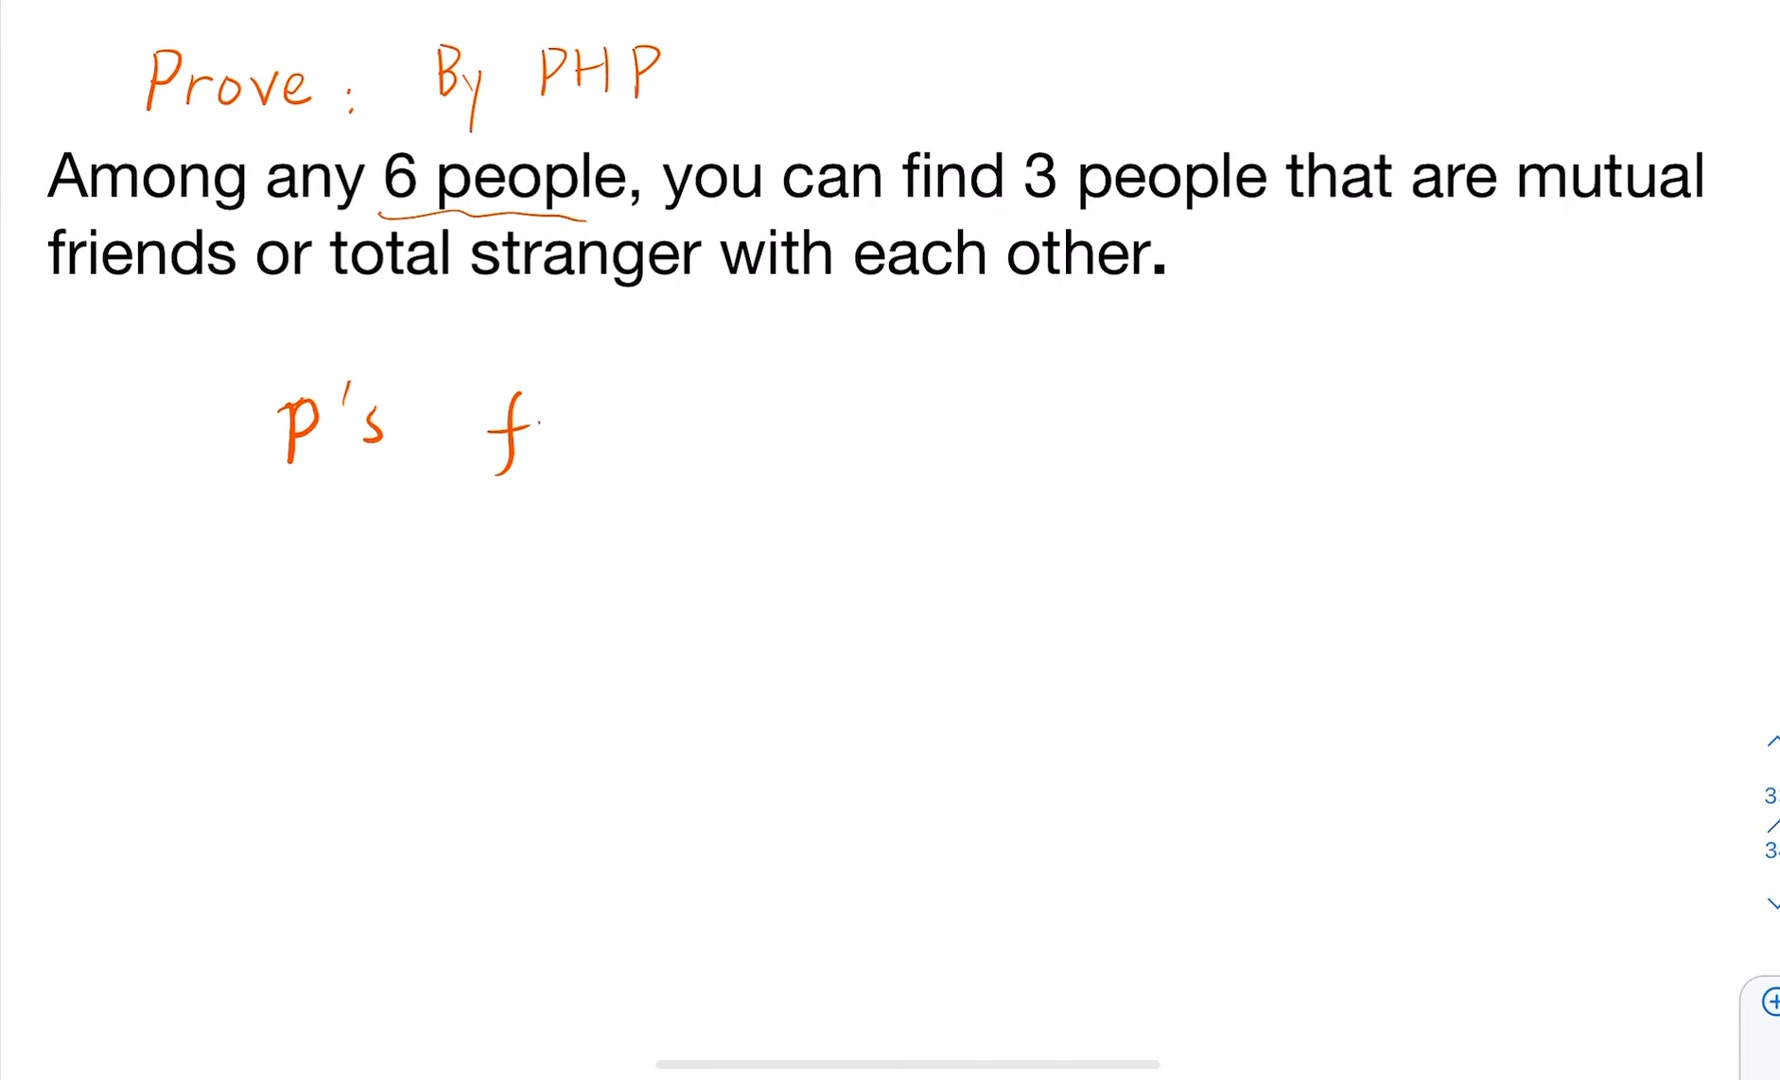 Prove: By PHP
Among any 6 people, you can find 3 people that are mutual
friends or total stranger with each other.
p's f